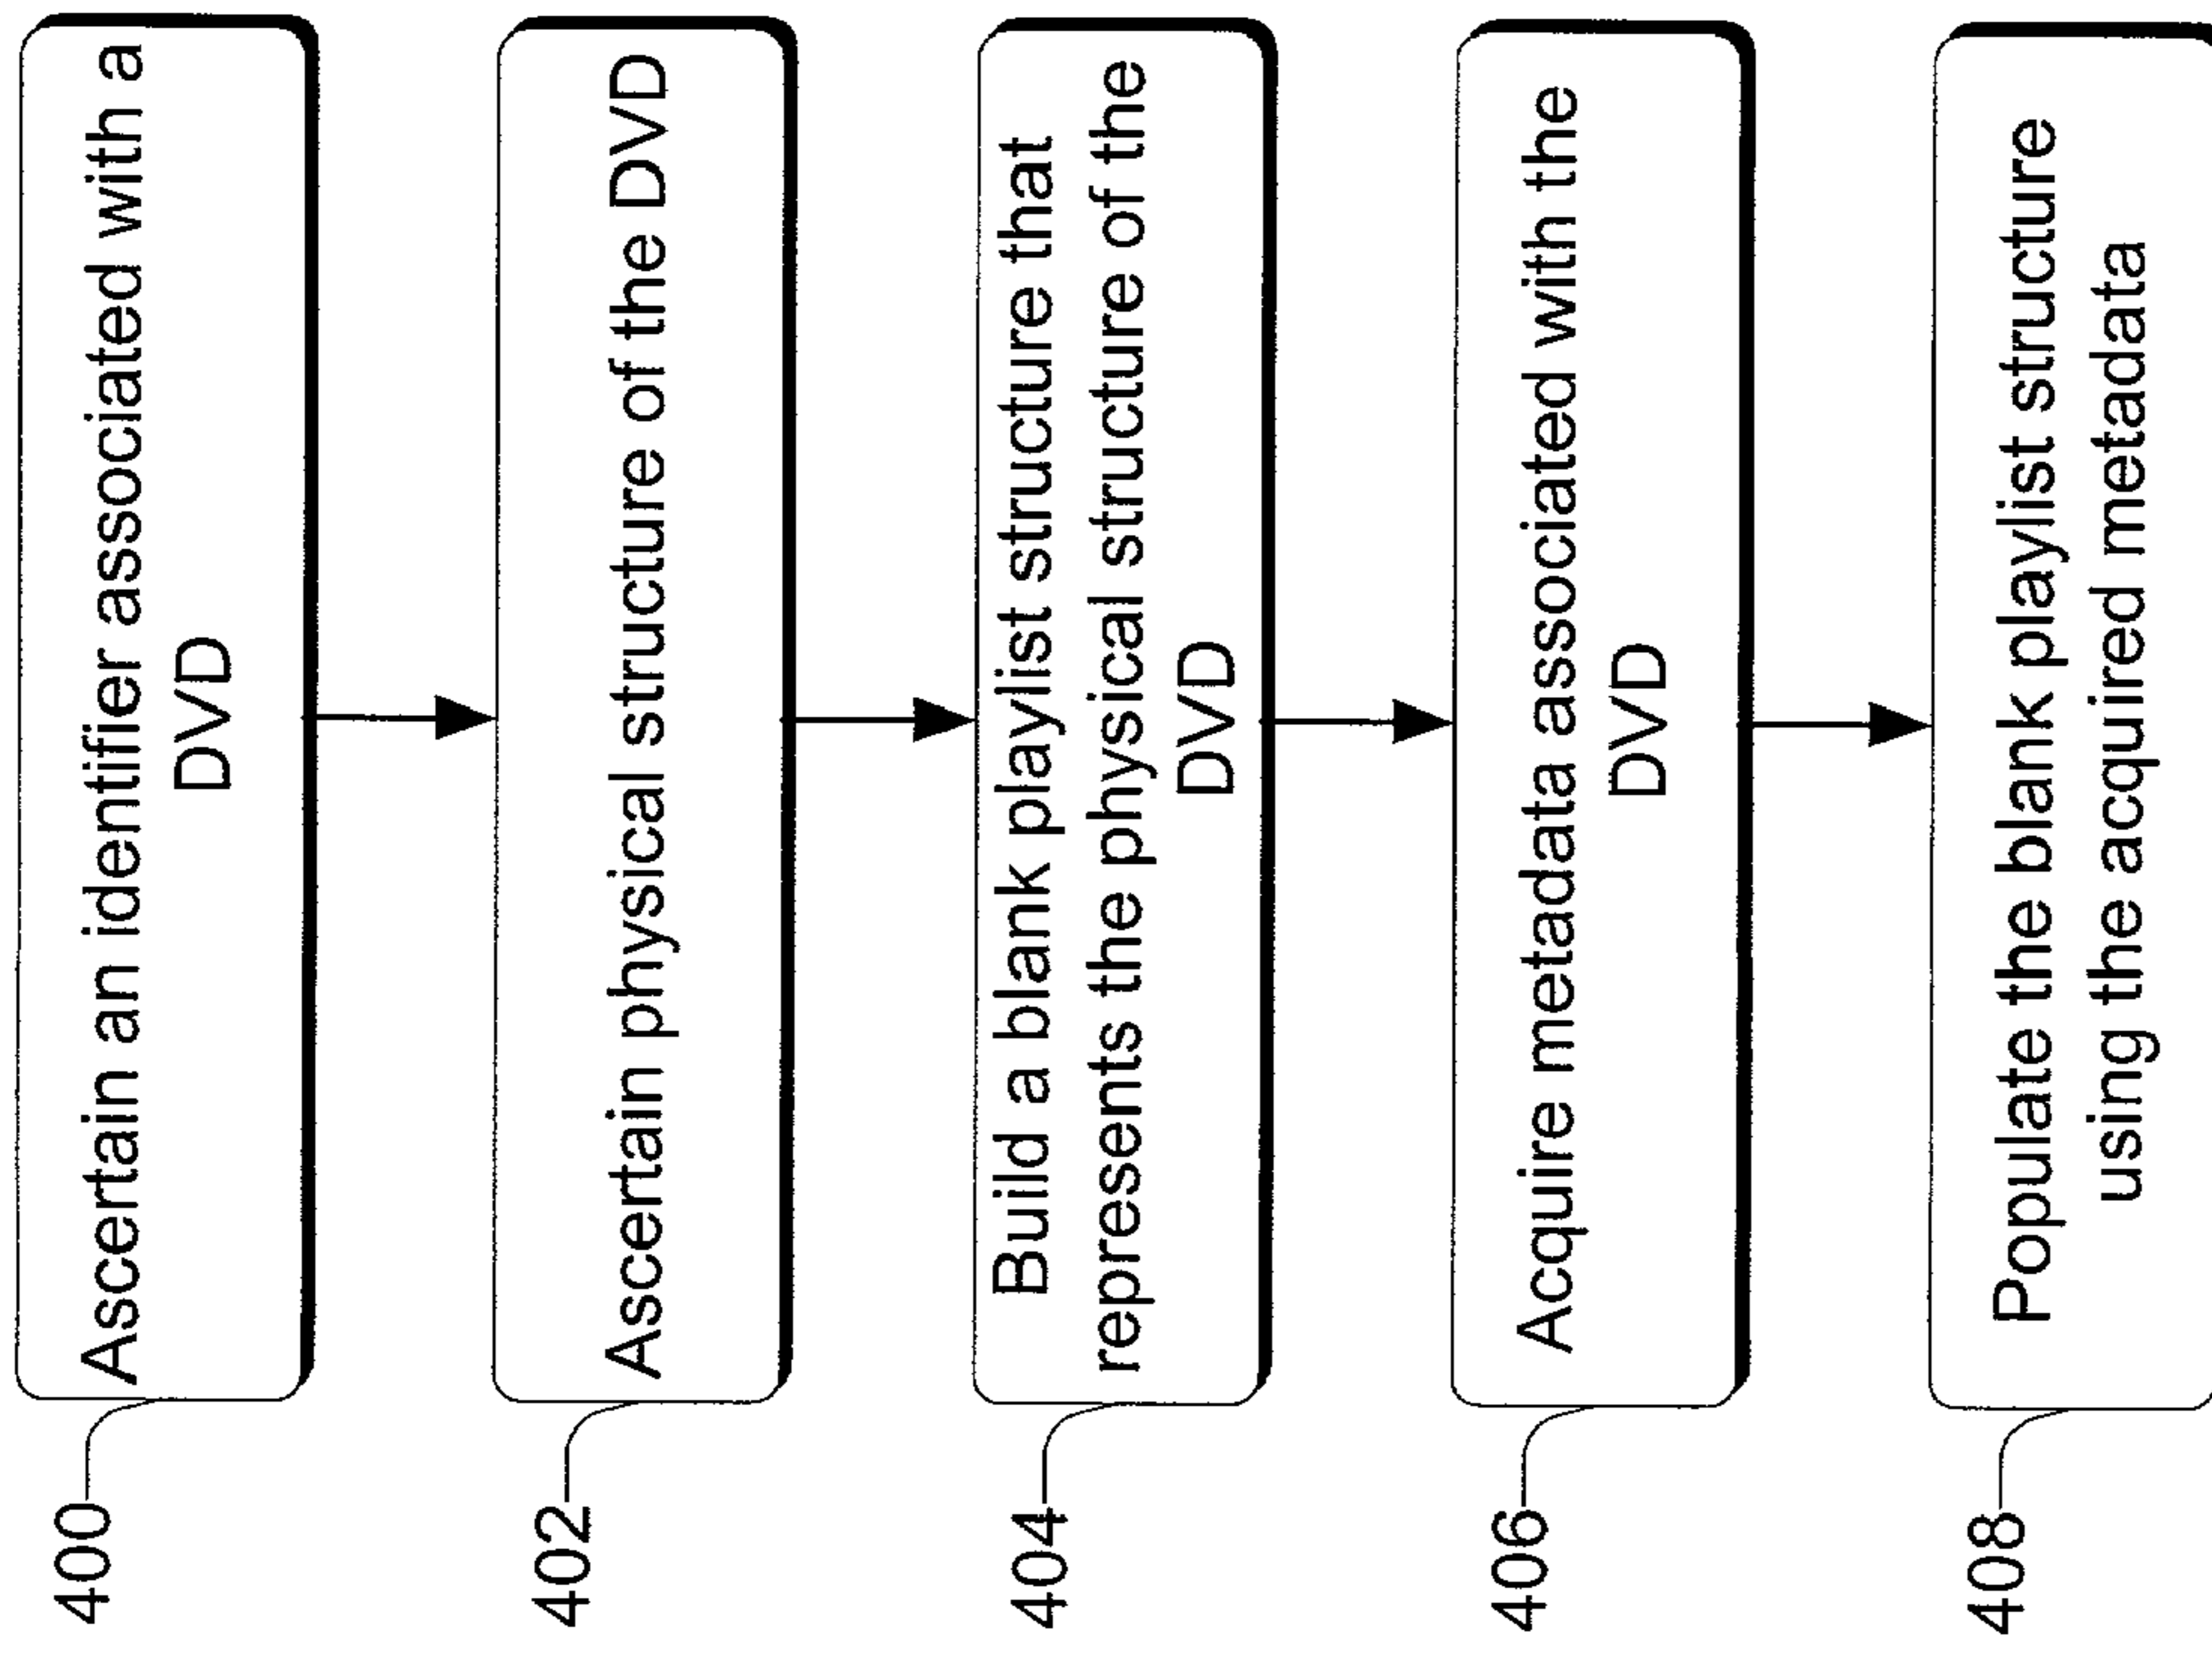 400
Ascertain an identifier associated with a
DVD
402
Ascertain physical structure of the DVD
404
Build a blank playlist structure that
represents the physical structure of the
DVD
406
Acquire metadata associated with the
DVD
408
Populate the blank playlist structure
using the acquired metadata